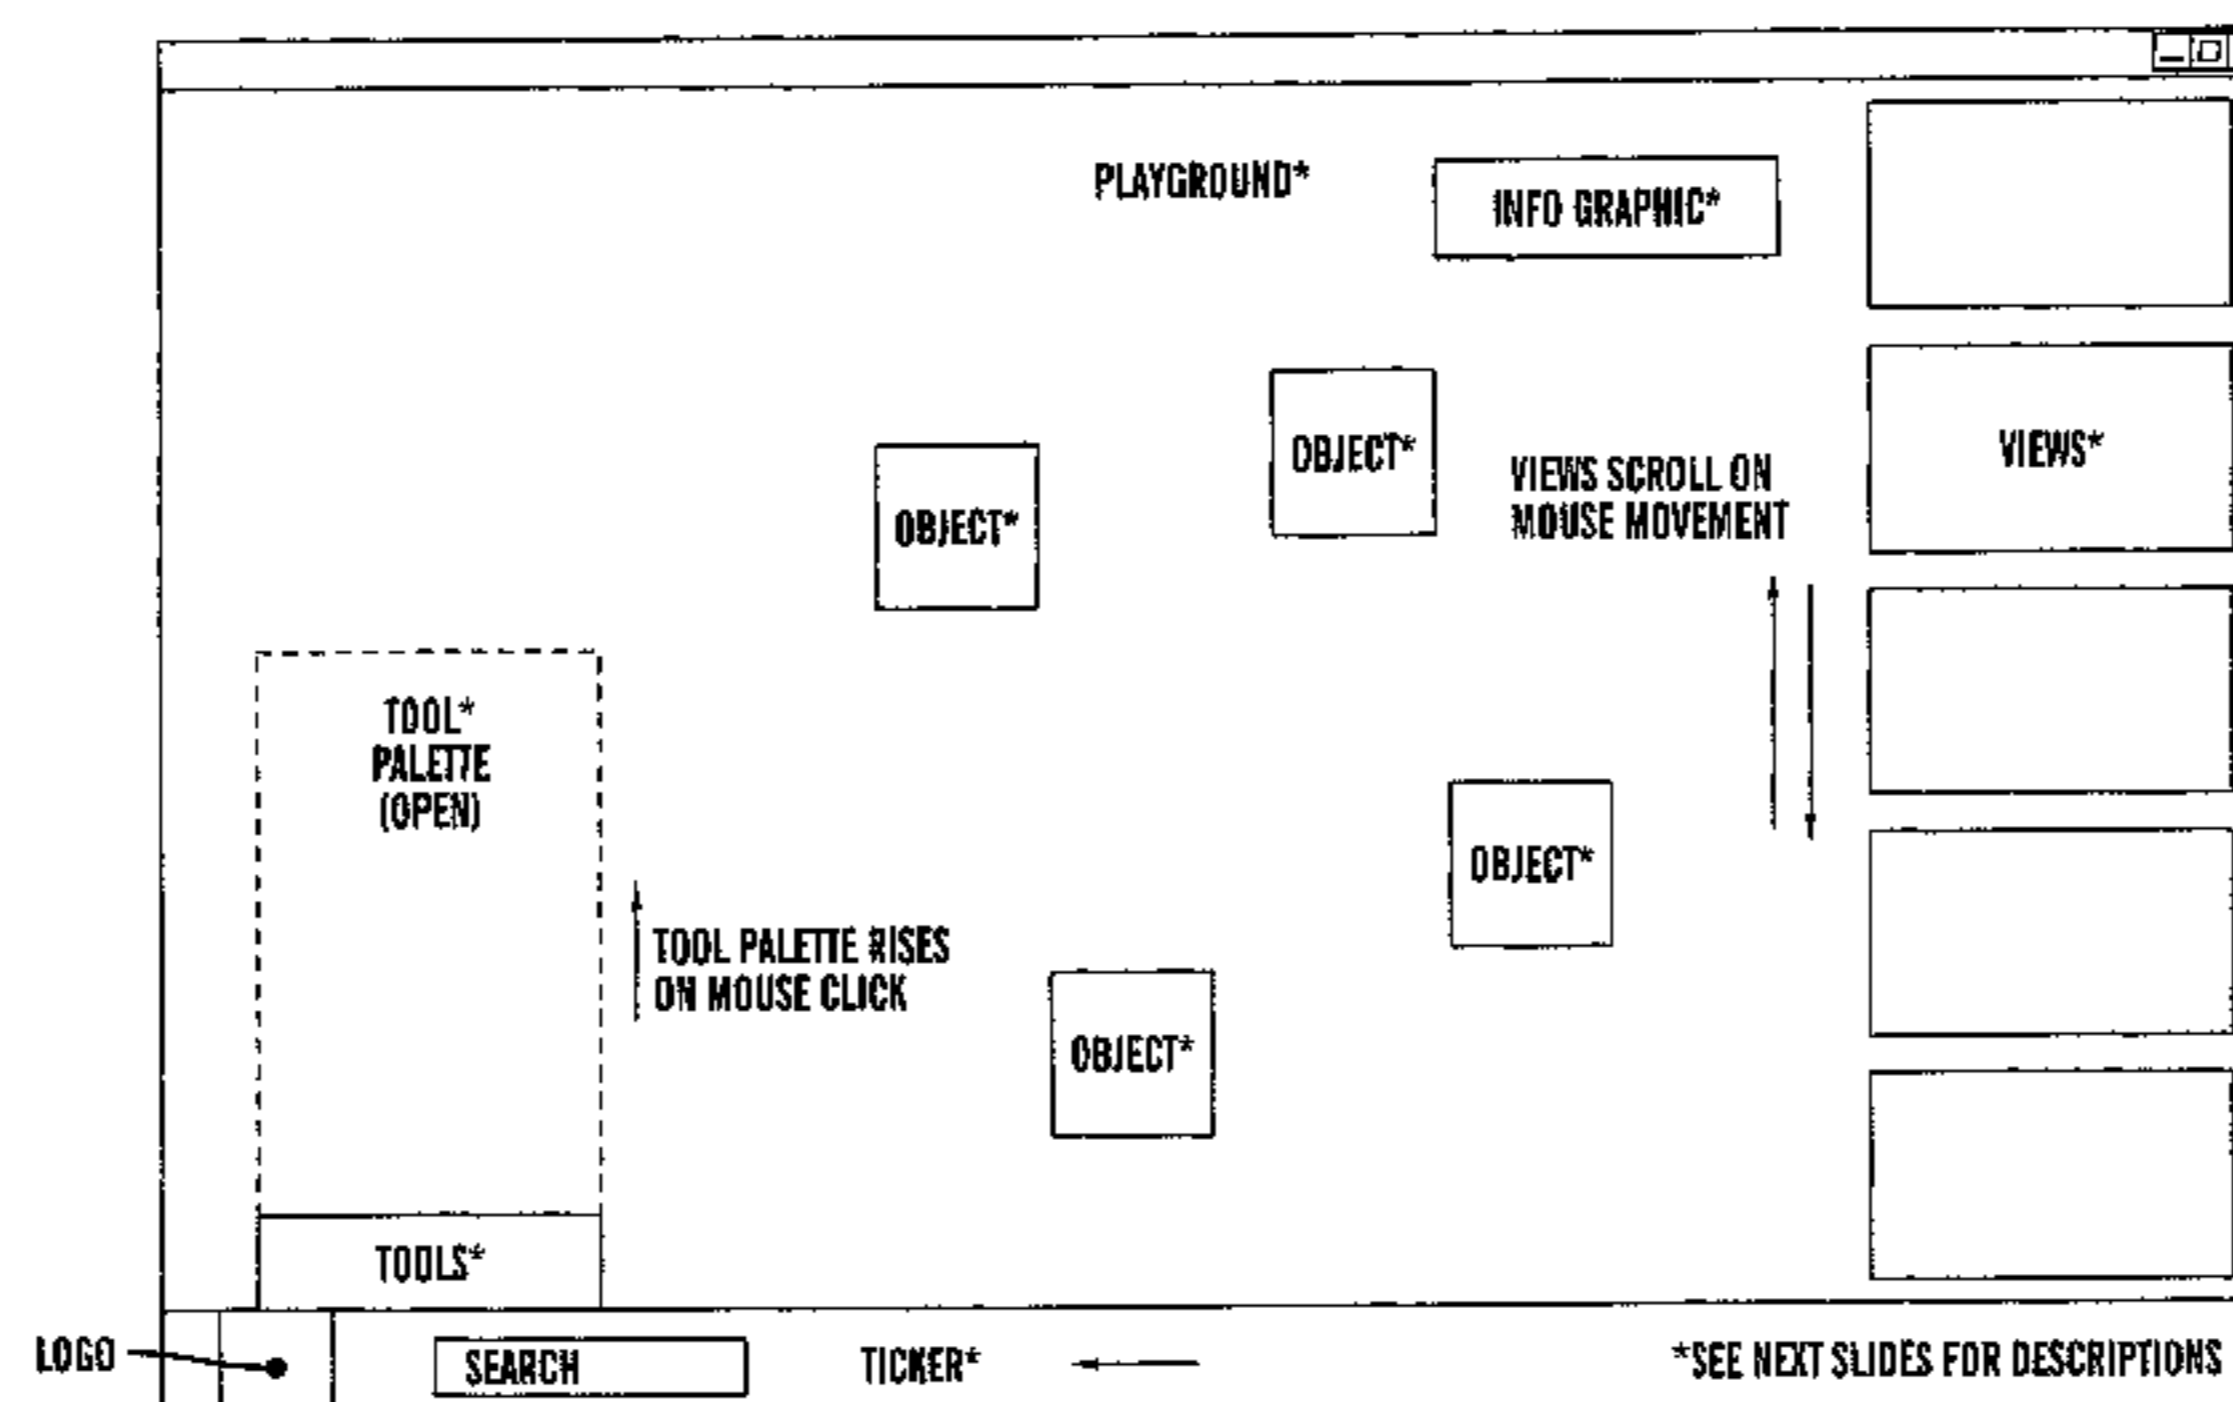 PLAYGROUND*
INFO GRAPHIC*
OBJECT*
VIEWS*
VIEWS SCROLL ON
MOUSE MOVEMENT
OBJECT*
TOOL*
PALETTE
(OPEN)
OBJECT*
TOOL PALETTE RISES
ON MOUSE CLICK
OBJECT*
TOOLS*
LOGO
SEARCH
TICKER*
*SEE NEXT SLIDES FOR DESCRIPTIONS